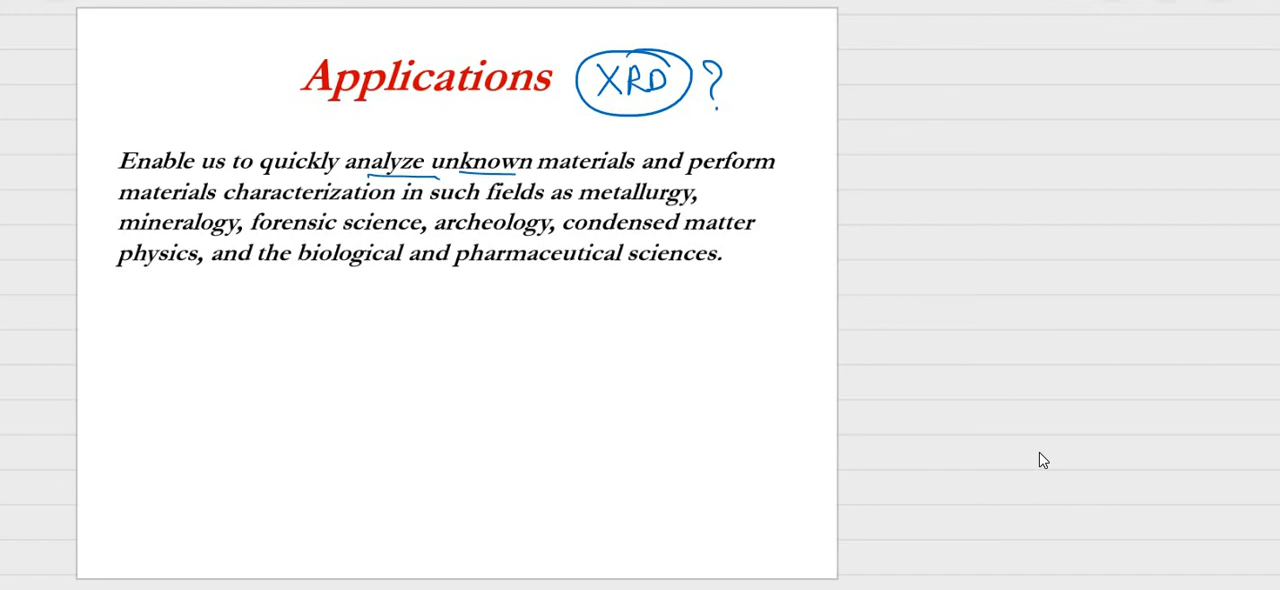 Applications XRD ?
Enable us to quickly analyze unknown materials and perform
materials characterization in such fields as metallurgy,
mineralogy, forensic science, archeology, condensed matter
physics, and the biological and pharmaceutical sciences.